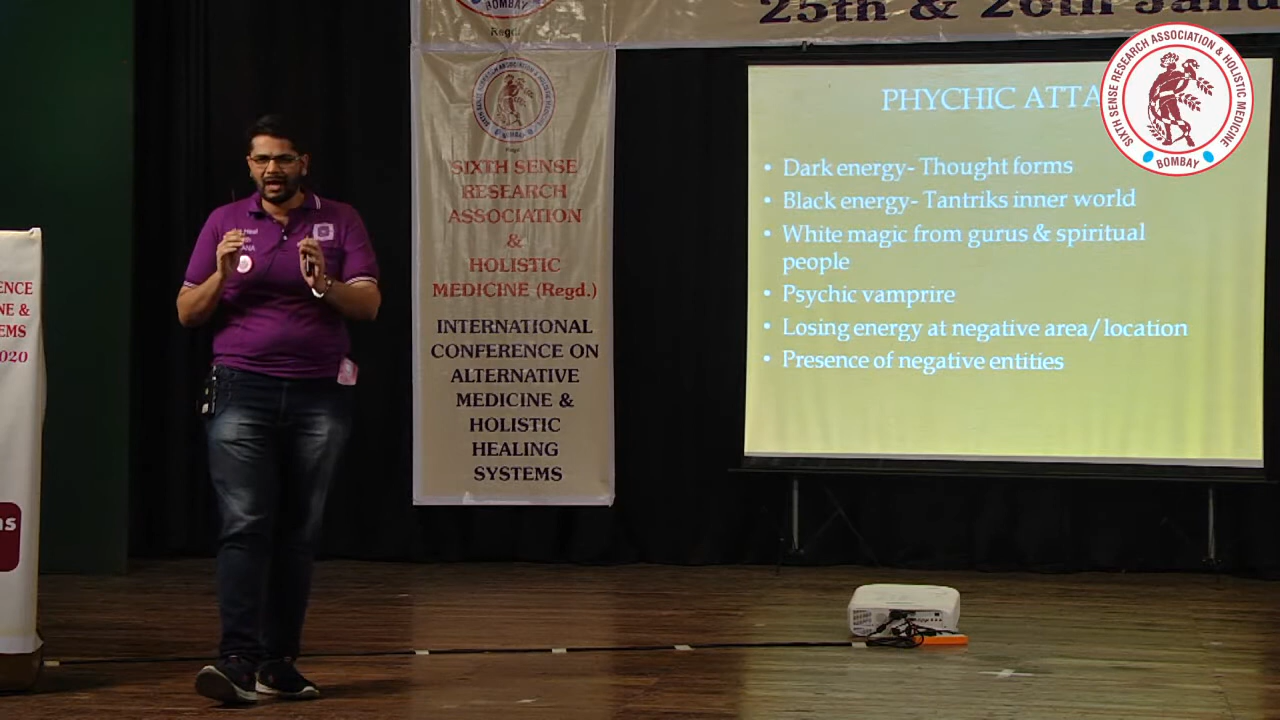 BOMBAY
Regd.
25th & 26th Janu
SIXTH SENSE
RESEARCH
ASSOCIATION
&
HOLISTIC
MEDICINE (Regd.)
INTERNATIONAL
CONFERENCE ON
ALTERNATIVE
MEDICINE &
HOLISTIC
HEALING
SYSTEMS
PHYCHIC ATTA
• Dark energy- Thought forms
• Black energy- Tantriks inner world
• White magic from gurus & spiritual
people
• Psychic vamprire
• Losing energy at negative area/location
• Presence of negative entities
SIXTH SENSE RESEARCH ASSOCIATION & HOLISTIC MEDICINE
BOMBAY
ENCE
NE &
EMS
020
as